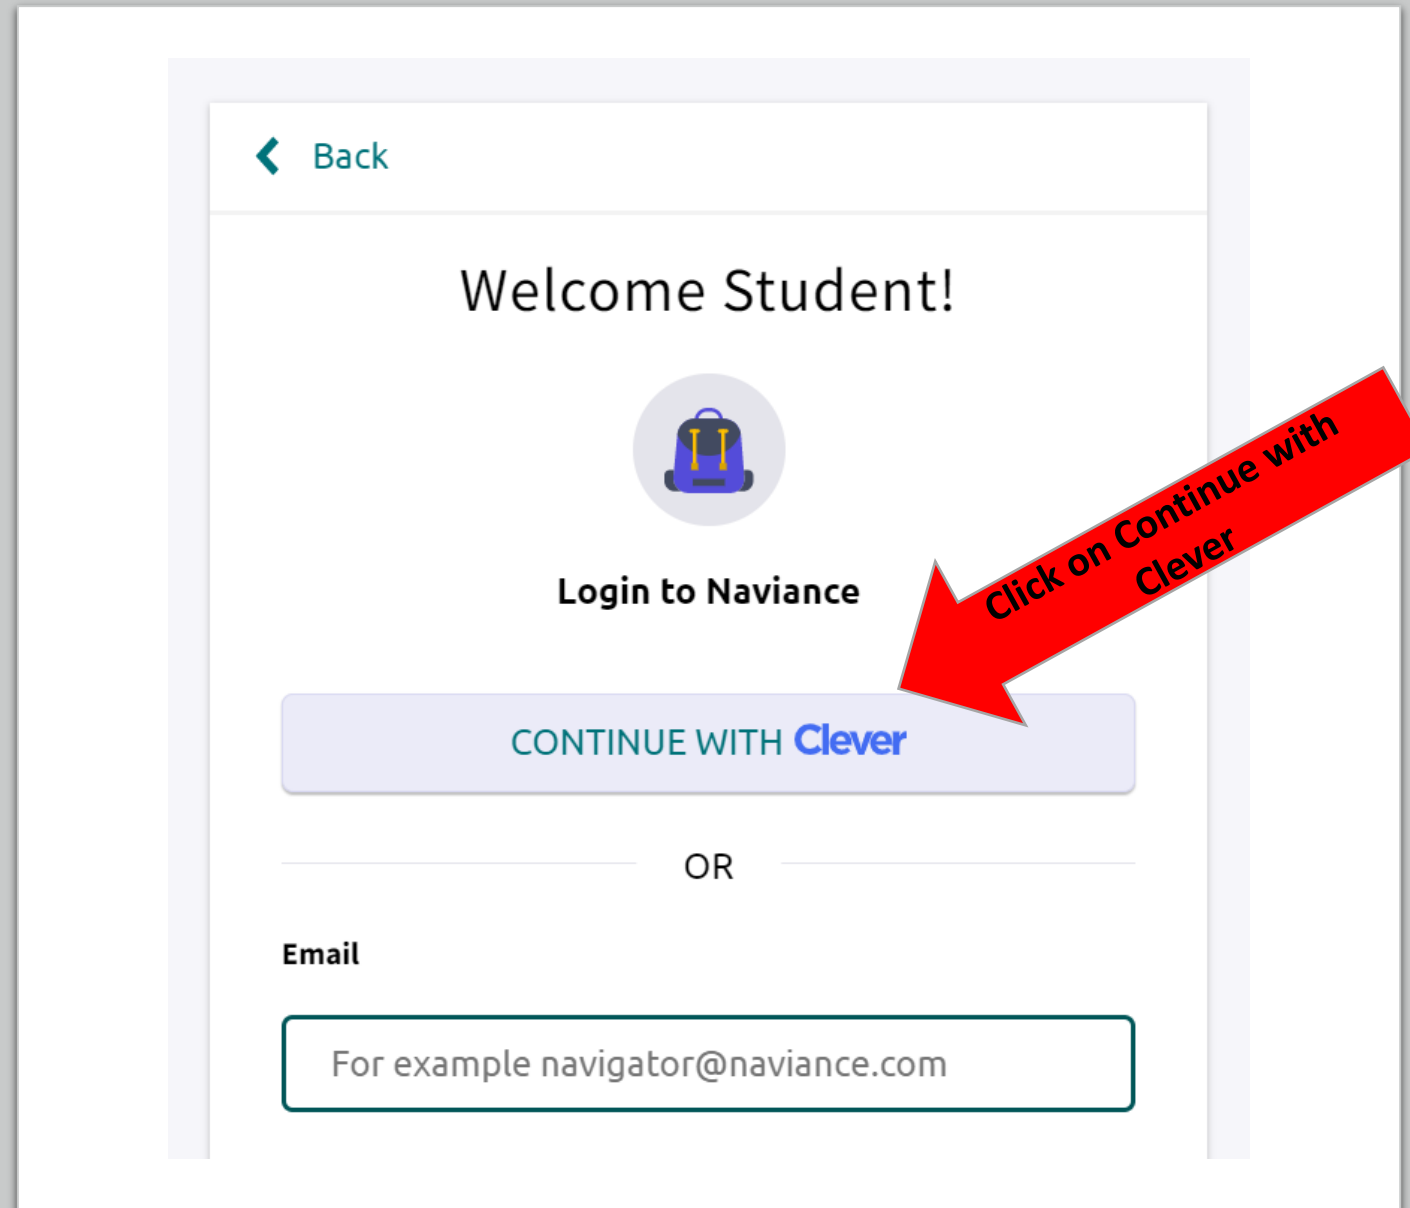 Back
Welcome Student!
Click on Continue with
Clever
Login to Naviance
CONTINUE WITH Clever
OR
Email
For example navigator@naviance.com